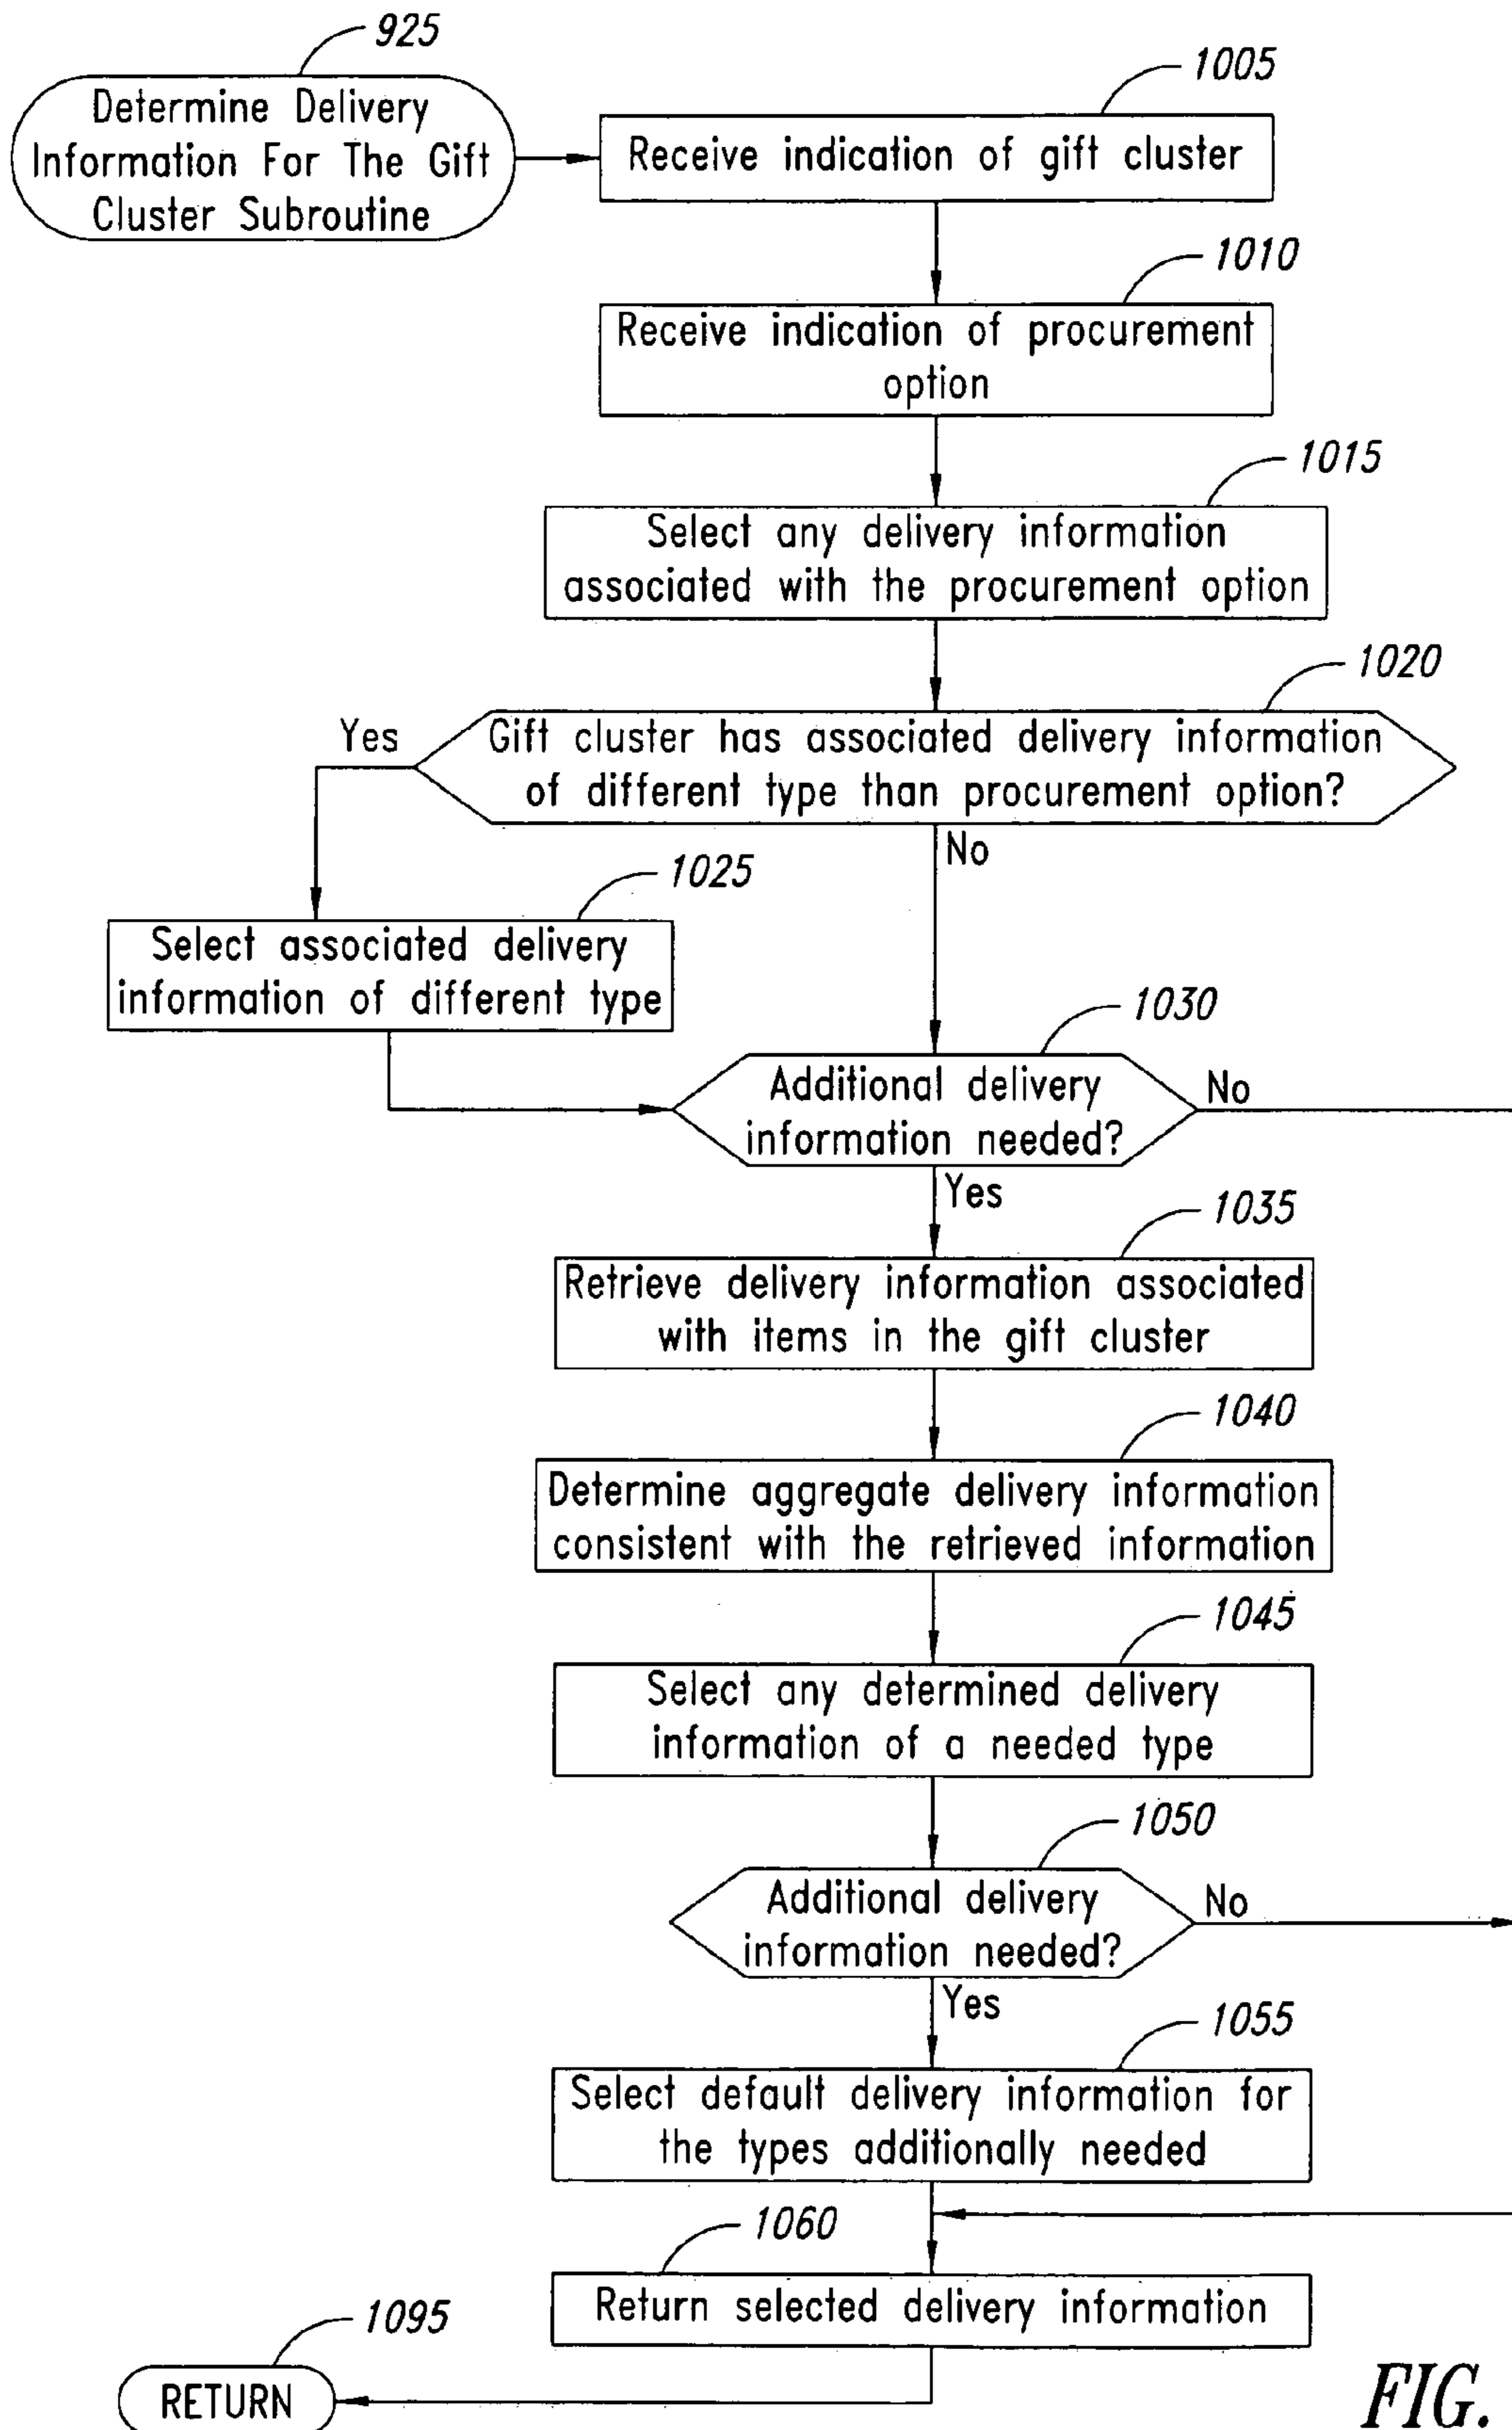 925
Determine Delivery
Information For The Gift
Cluster Subroutine
1005
Receive indication of gift cluster
1010
Receive indication of procurement
option
1015
Select any delivery information
associated with the procurement option
1020
Yes
Gift cluster has associated delivery information
of different type than procurement option?
No
1025
Select associated delivery
information of different type
1030
Additional delivery
information needed?
No
Yes
1035
Retrieve delivery information associated
with items in the gift cluster
1040
Determine aggregate delivery information
consistent with the retrieved information
1045
Select any determined delivery
information of a needed type
1050
Additional delivery
information needed?
No
Yes
1055
Select default delivery information for
the types additionally needed
1060
Return selected delivery information
1095
RETURN
FIG.